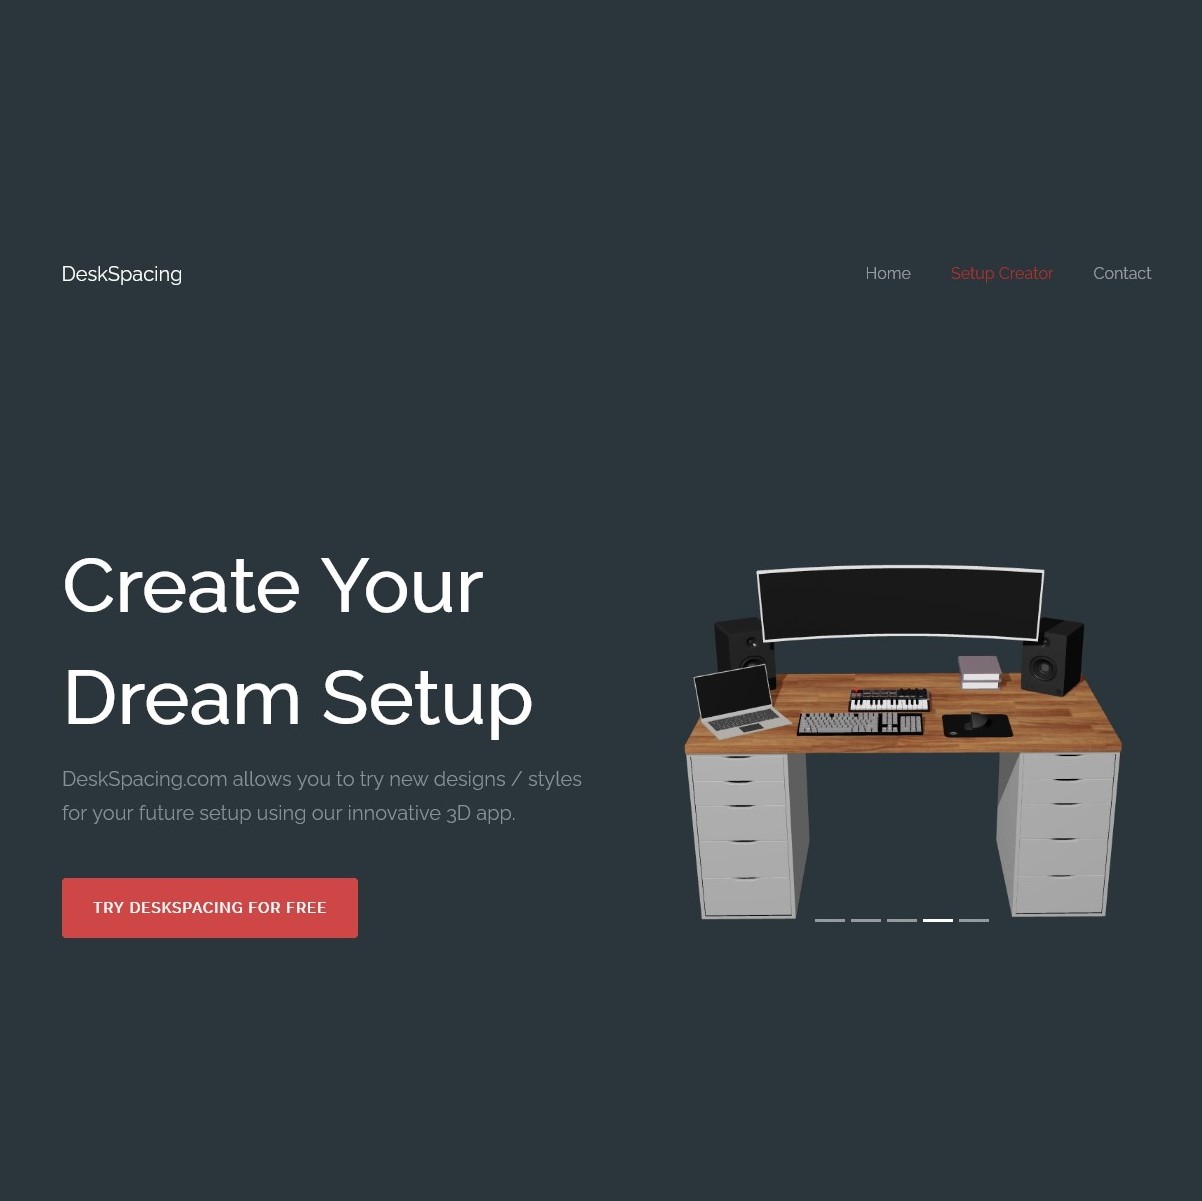 DeskSpacing
Home
Setup Creator
Contact
Create Your
Dream Setup
DeskSpacing.com allows you to try new designs / styles
for your future setup using our innovative 3D app.
TRY DESKSPACING FOR FREE